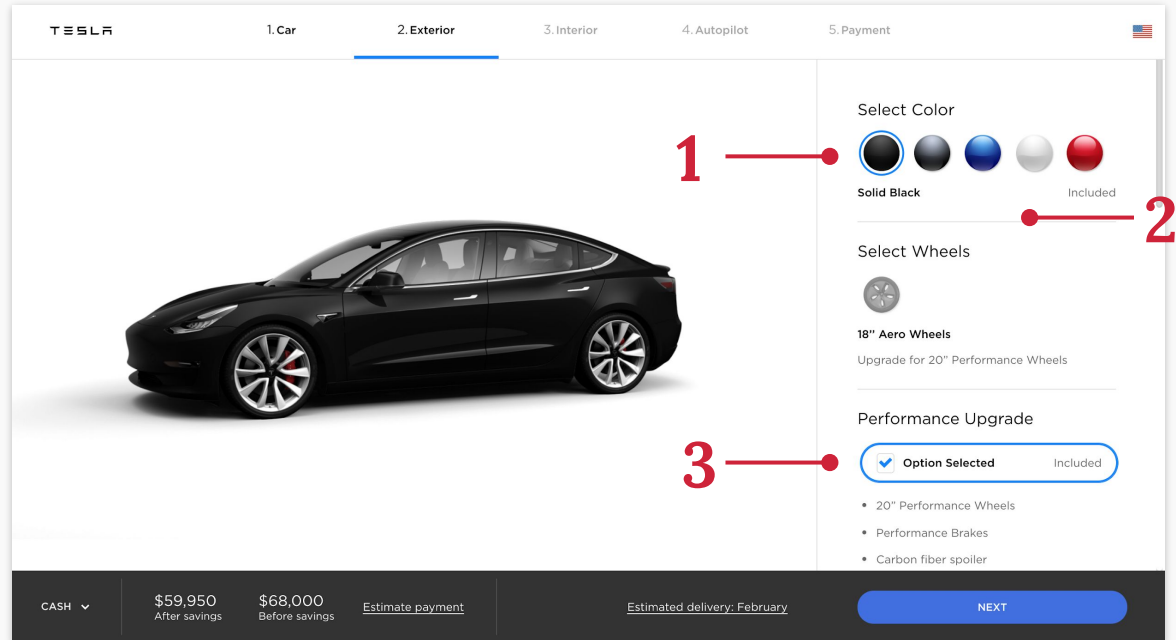 TESLA
1. Car
2. Exterior
3. Interior
4. Autopilot
5. Payment
Select Color
1
Solid Black
Included
2
Select Wheels
18’’ Aero Wheels
Upgrade for 20” Performance Wheels
Performance Upgrade
3
Option Selected
Included
• 20” Performance Wheels
• Performance Brakes
• Carbon fiber spoiler
CASH
$59,950
After savings
$68,000
Before savings
Estimate payment
Estimated delivery: February
NEXT